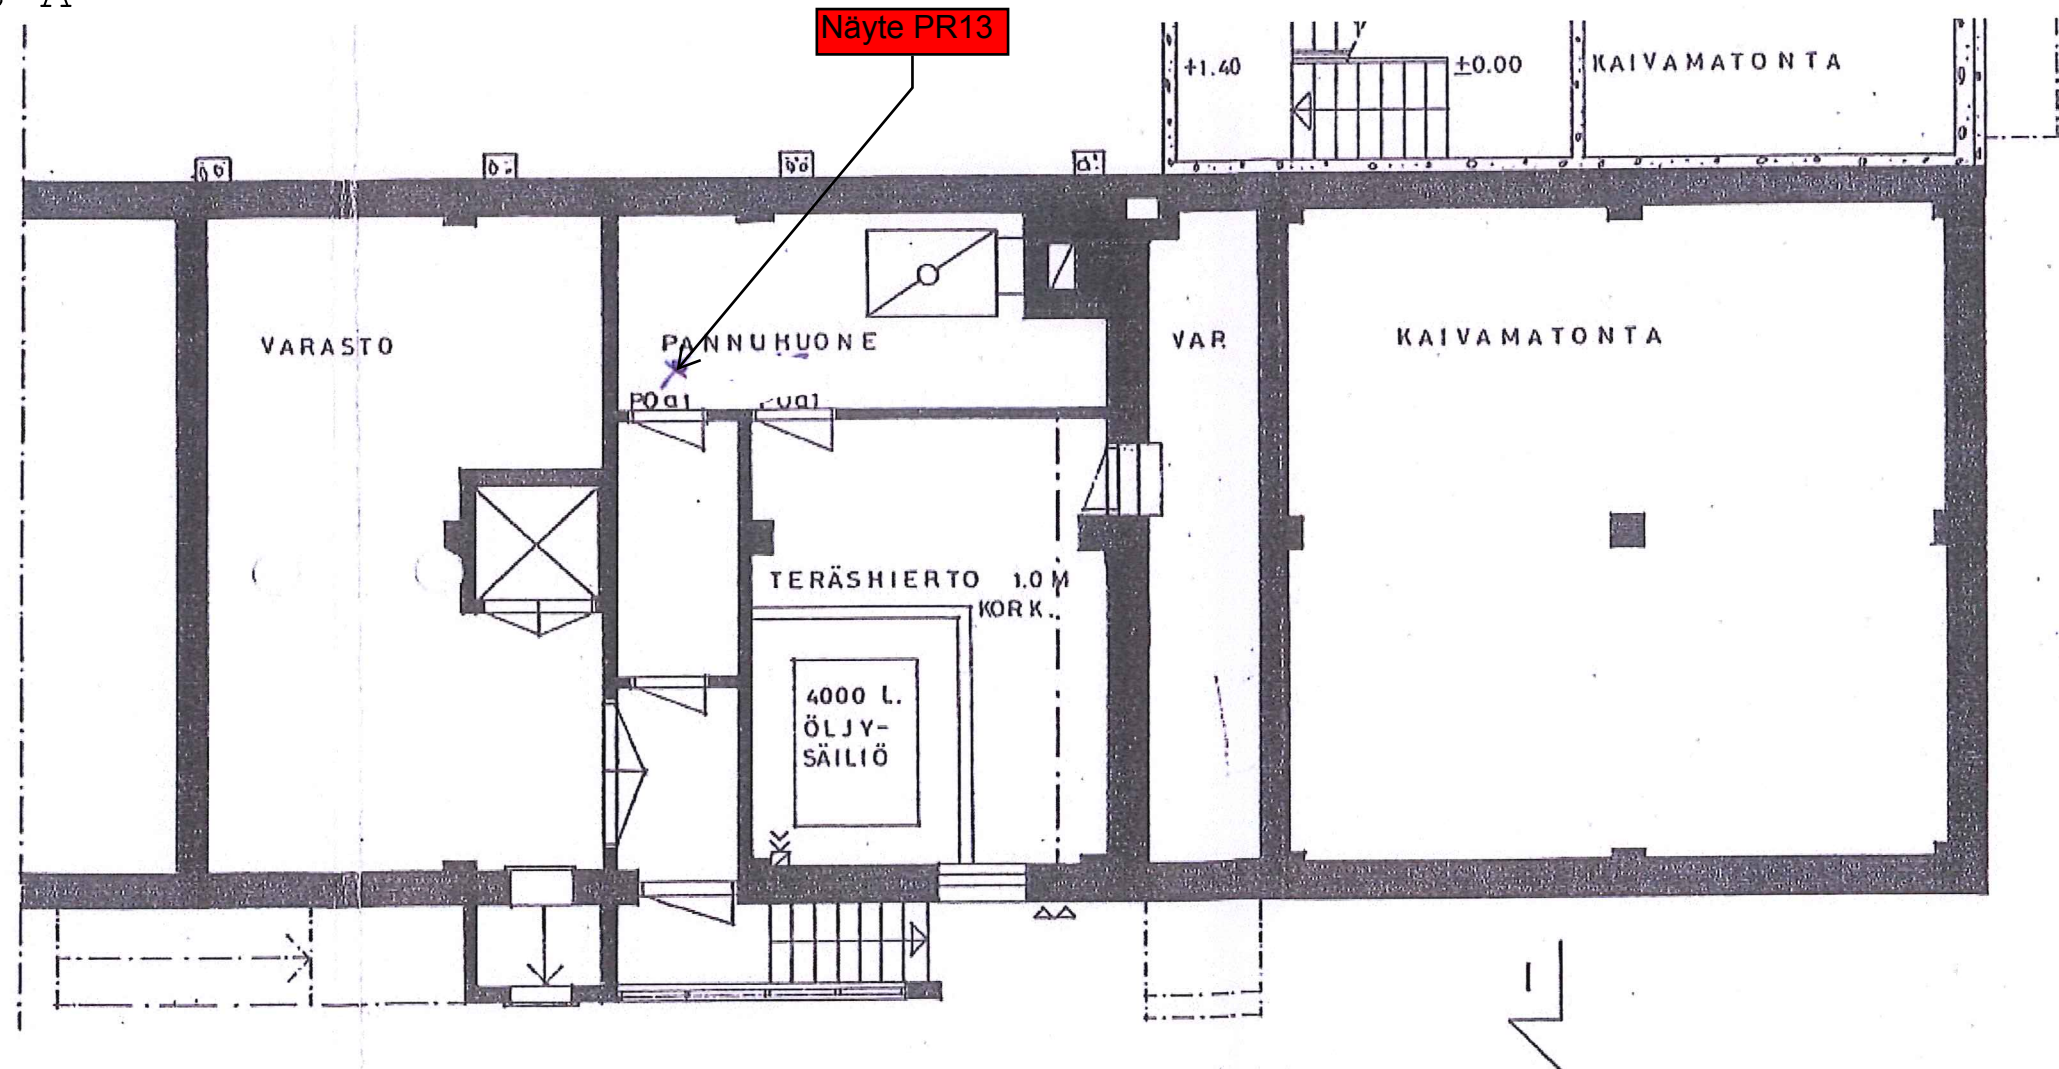 A
Näyte PR13
+1.40
±0.00
KAIVAMATONTA
VARASTO
PANNUHUONE
VAR
KAIVAMATONTA
TERÄSHIERTO 1.0 M
KORK.
4000 L.
ÖLJY-
SÄILIÖ
I